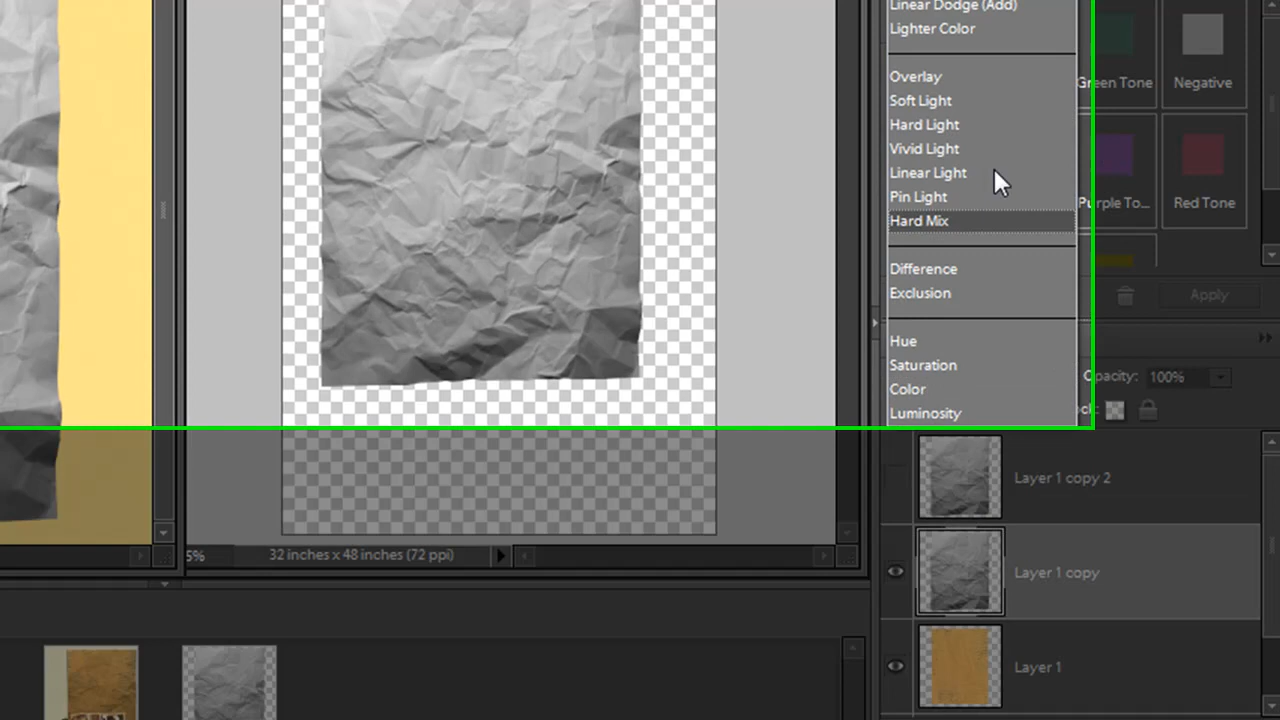 Linear Dodge (Add)
Lighter Color
Overlay
Soft Light
Hard Light
Vivid Light
Linear Light
Pin Light
Hard Mix
Difference
Exclusion
Hue
Saturation
Color
Luminosity
Green Tone
Negative
Purple To...
Red Tone
Apply
Opacity: 100%
ck:
Layer 1 copy 2
Layer 1 copy
Layer 1
5%
32 inches x 48 inches (72 ppi)